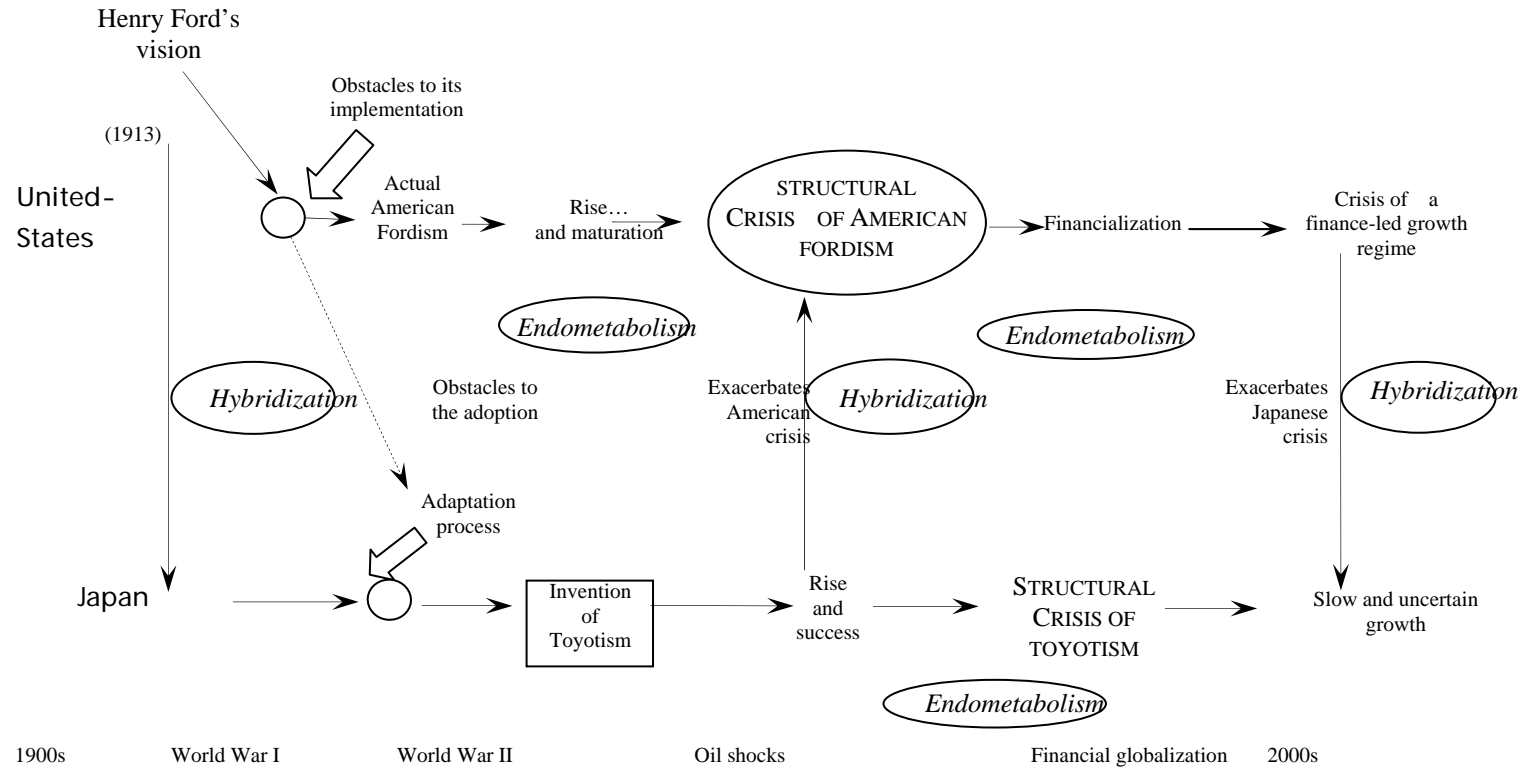 Henry Ford’s
vision
Obstacles to its
implementation
(1913)
United-
States
Actual
American
Fordism
Rise…
and maturation
STRUCTURAL
CRISIS OF AMERICAN
FORDISM
Financialization
Crisis of a
finance-led growth
regime
Endometabolism
Endometabolism
Hybridization
Obstacles to
the adoption
Exacerbates
American
crisis
Hybridization
Exacerbates
Japanese
crisis
Hybridization
Adaptation
process
Japan
Invention
of
Toyotism
Rise
and
success
STRUCTURAL
CRISIS OF
TOYOTISM
Slow and uncertain
growth
Endometabolism
1900s World War I World War II Oil shocks Financial globalization 2000s